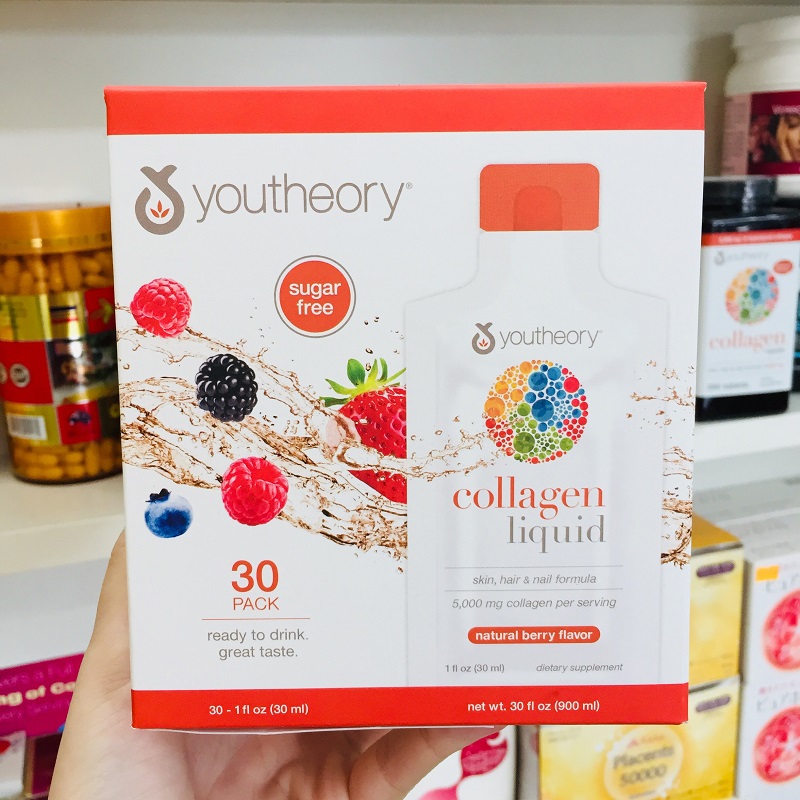 youtheory®
sugar
free
youtheory
collagen
liquid
skin, hair & nail formula
5,000 mg collagen per serving
natural berry flavor
1 fl oz (30 ml) dietary supplement
30
PACK
ready to drink.
great taste.
30 - 1 fl oz (30 ml)
net wt. 30 fl oz (900 ml)
youtheory
collagen
Placenta
50000